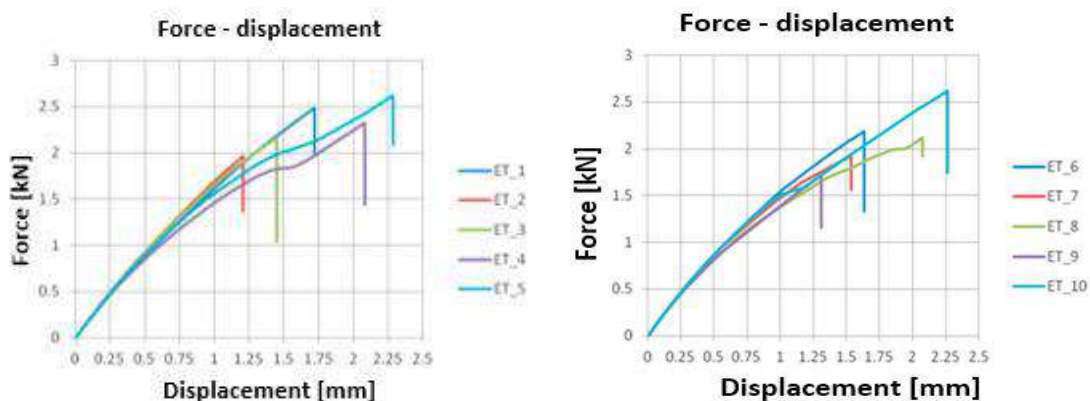 Force - displacement
3
2.5
2
1.5
1
0.5
0
Force [kN]
0 0.25 0.5 0.75 1 1.25 1.5 1.75 2 2.25 2.5
Displacement [mm]
ET_1
ET_2
ET_3
ET_4
ET_5
Force - displacement
3
2.5
2
1.5
1
0.5
0
Force [kN]
0 0.25 0.5 0.75 1 1.25 1.5 1.75 2 2.25 2.5
Displacement [mm]
ET_6
ET_7
ET_8
ET_9
ET_10